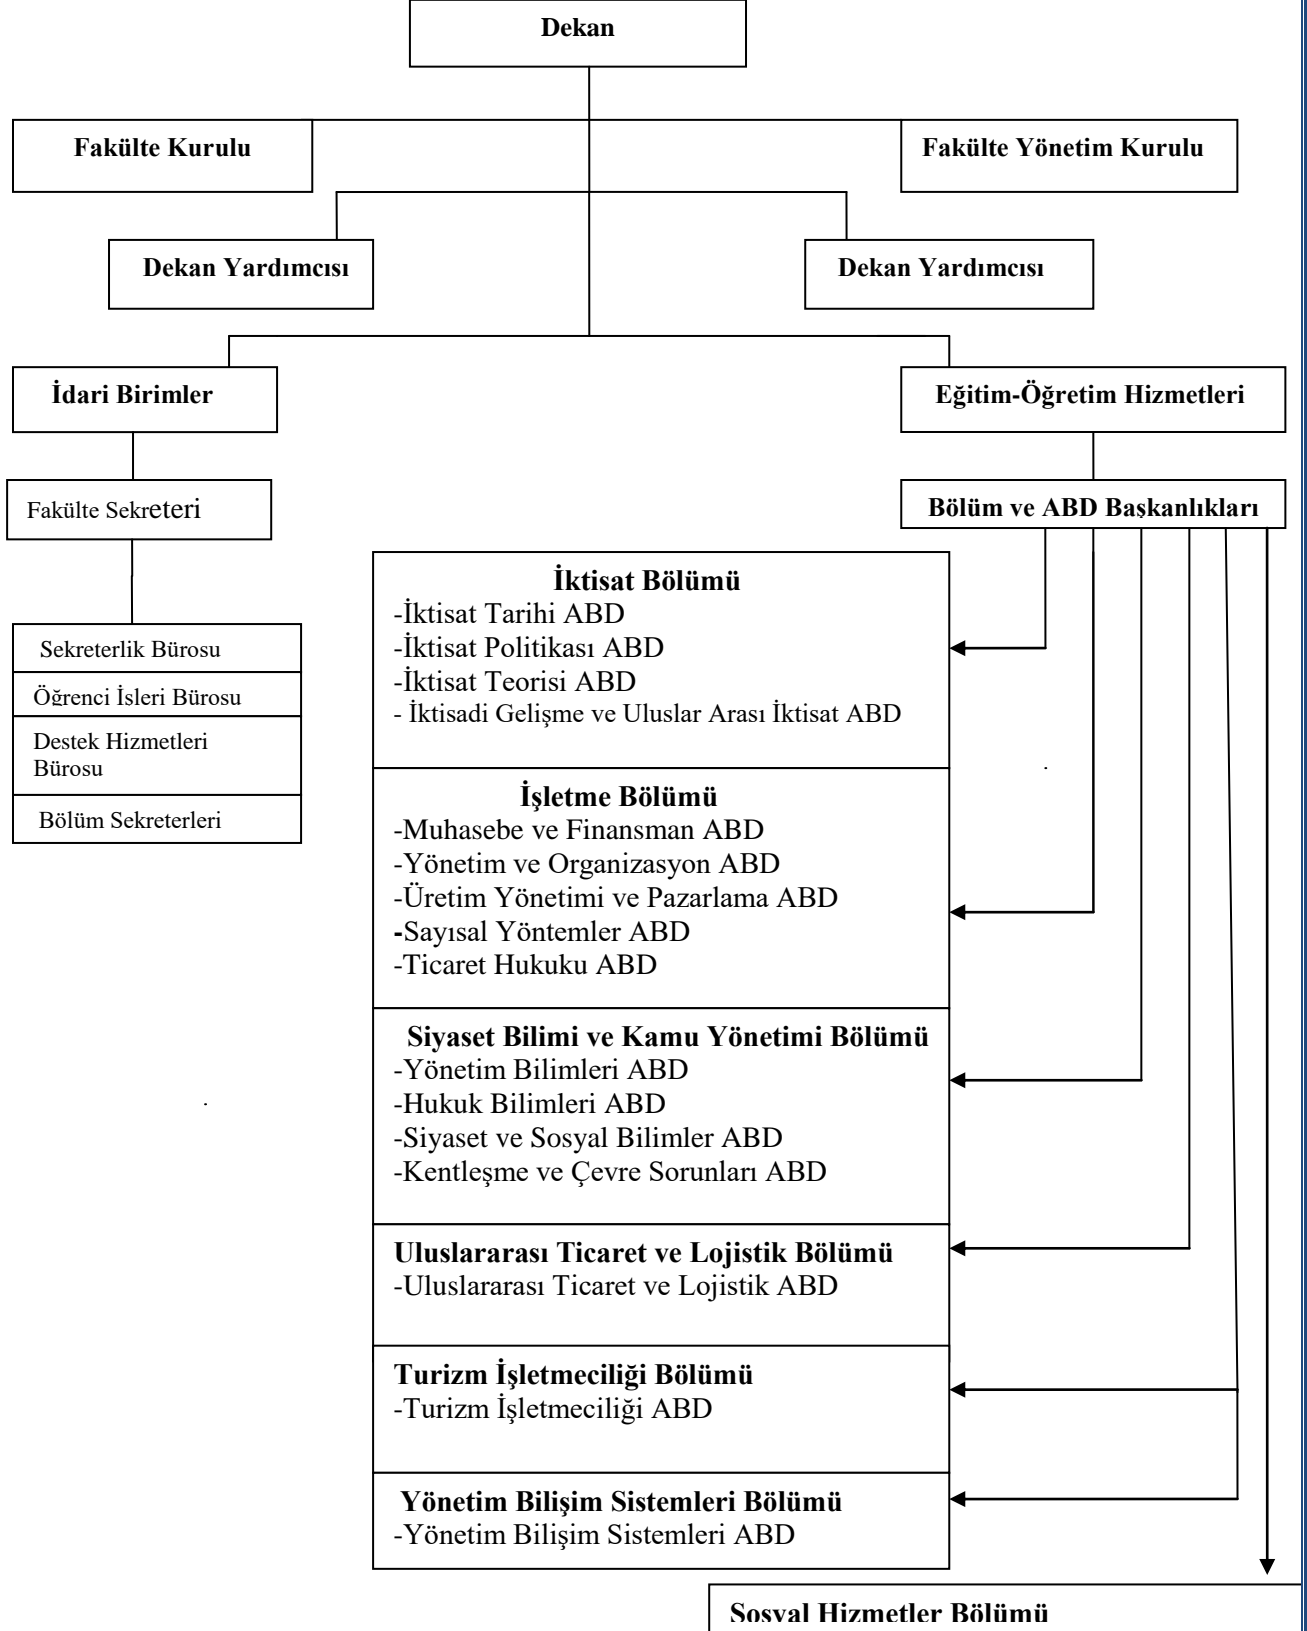 Dekan
Fakülte Kurulu
Fakülte Yönetim Kurulu
Dekan Yardımcısı
Dekan Yardımcısı
İdari Birimler
Eğitim-Öğretim Hizmetleri
Fakülte Sekreteri
Bölüm ve ABD Başkanlıkları
Sekreterlik Bürosu
Öğrenci İsleri Bürosu
Destek Hizmetleri
Bürosu
Bölüm Sekreterleri
İktisat Bölümü
-İktisat Tarihi ABD
-İktisat Politikası ABD
-İktisat Teorisi ABD
- İktisadi Gelişme ve Uluslar Arası İktisat ABD
İşletme Bölümü
-Muhasebe ve Finansman ABD
-Yönetim ve Organizasyon ABD
-Üretim Yönetimi ve Pazarlama ABD
-Sayısal Yöntemler ABD
-Ticaret Hukuku ABD
Siyaset Bilimi ve Kamu Yönetimi Bölümü
-Yönetim Bilimleri ABD
-Hukuk Bilimleri ABD
-Siyaset ve Sosyal Bilimler ABD
-Kentleşme ve Çevre Sorunları ABD
Uluslararası Ticaret ve Lojistik Bölümü
-Uluslararası Ticaret ve Lojistik ABD
Turizm İşletmeciliği Bölümü
-Turizm İşletmeciliği ABD
Yönetim Bilişim Sistemleri Bölümü
-Yönetim Bilişim Sistemleri ABD
Sosyal Hizmetler Bölümü